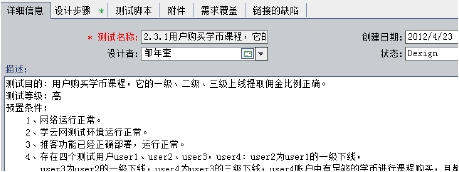 详细信息 设计步骤 * 测试脚本 附件 需求覆盖 链接的缺陷
* 测试名称: 2.3.1用户购买学币课程,它的 创建日期: 2012/4/23
设计者: 邹年奎 状态: Design
描述:
测试目的: 用户购买学币课程,它的一级、二级、三级上线提取佣金比例正确。
测试等级: 高
预置条件:
1、网络运行正常。
2、学云网测试环境运行正常。
3、推客功能已经正确部署,运行正常。
4、存在四个测试用户user1、user2、user3,user4: user2为user1的一级下线,
user3为user2的一级下线,user4为user3的三级下线,user4账户中有足够的学币进行课程购买,且